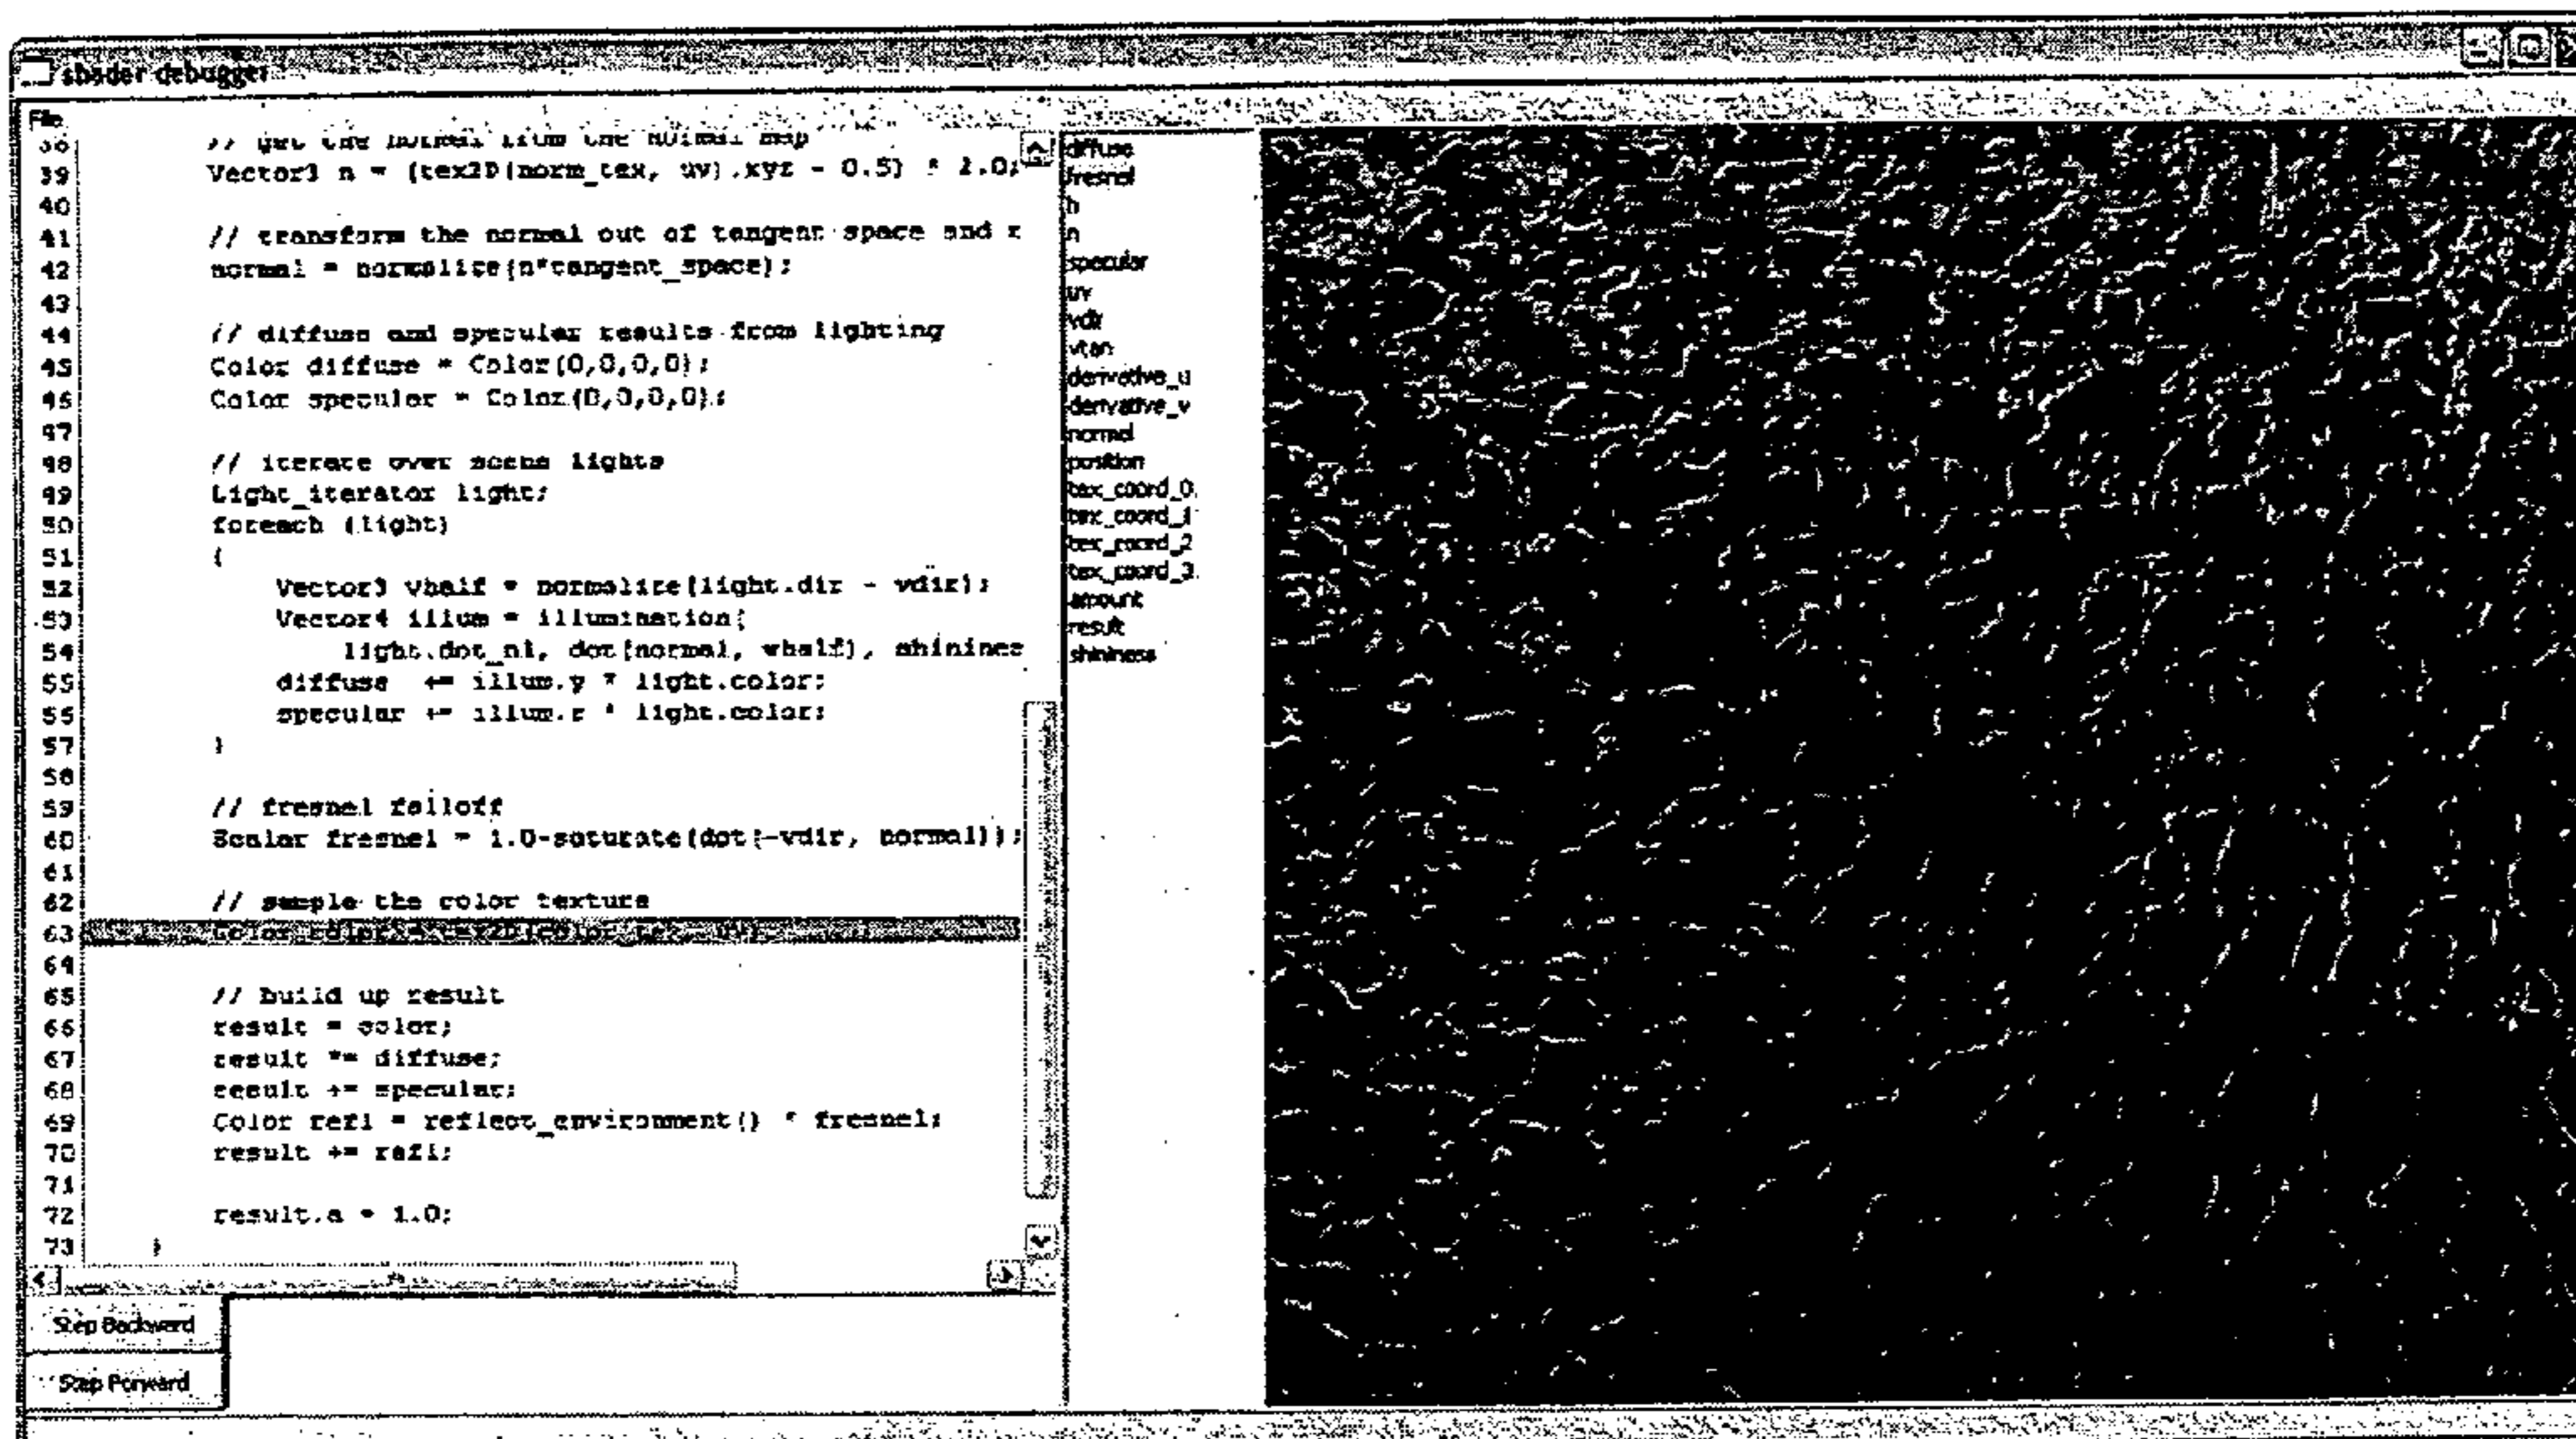 shader debugger
File
38 // get the normal from the normal map
39 Vector3 n = (tex2D(norm_tex, uv).xyz - 0.5) * 2.0;
40
41 // transform the normal out of tangent space and r
42 normal = normalize(n*tangent_space);
43
44 // diffuse and specular results from lighting
45 Color diffuse = Color(0,0,0,0);
46 Color specular = Color(0,0,0,0);
47
48 // iterate over scene lights
49 Light_iterator light;
50 foreach (light)
51 {
52 Vector3 vhalf = normalize(light.dir - vdir);
53 Vector4 illum = illumination(
54 light.dot_nl, dot(normal, vhalf), shinines
55 diffuse += illum.y * light.color;
56 specular += illum.z * light.color;
57 }
58
59 // fresnel falloff
60 Scalar fresnel = 1.0-saturate(dot(-vdir, normal));
61
62 // sample the color texture
63 Color color = tex2D(color_tex, uv)
64
65 // build up result
66 result = color;
67 result *= diffuse;
68 result += specular;
69 Color refl = reflect_environment() * fresnel;
70 result += refl;
71
72 result.a = 1.0;
73 }
Step Backward
Step Forward
diffuse
fresnel
h
n
specular
uv
vdir
vtan
derivative_u
derivative_v
normal
position
tex_coord_0
tex_coord_1
tex_coord_2
tex_coord_3
amount
result
shininess